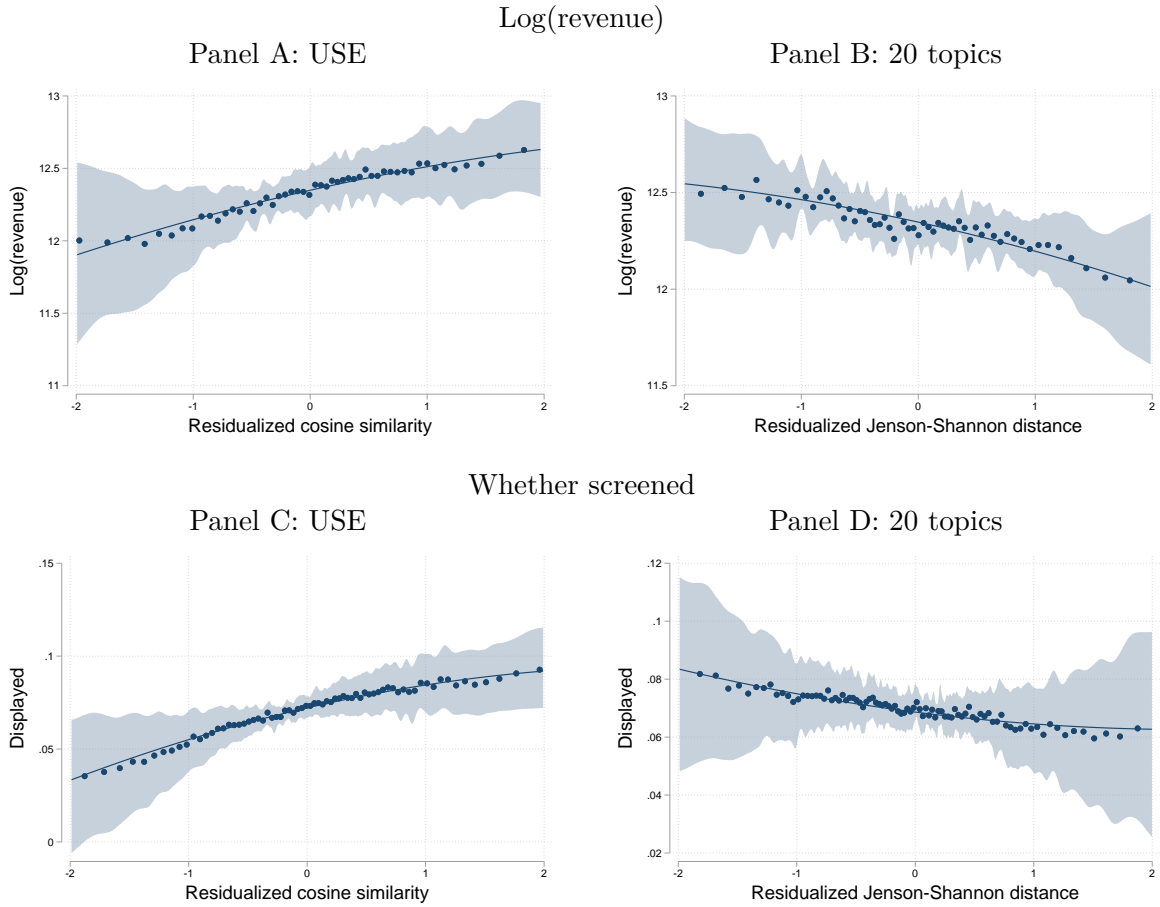 Log(revenue)
Panel A: USE
13
12.5
12
11.5
11
Log(revenue)
-2 -1 0 1 2
Residualized cosine similarity
Panel B: 20 topics
13
12.5
12
11.5
Log(revenue)
-2 -1 0 1 2
Residualized Jenson-Shannon distance
Whether screened
Panel C: USE
.15
.1
.05
0
Displayed
-2 -1 0 1 2
Residualized cosine similarity
Panel D: 20 topics
.12
.1
.08
.06
.04
.02
Displayed
-2 -1 0 1 2
Residualized Jenson-Shannon distance